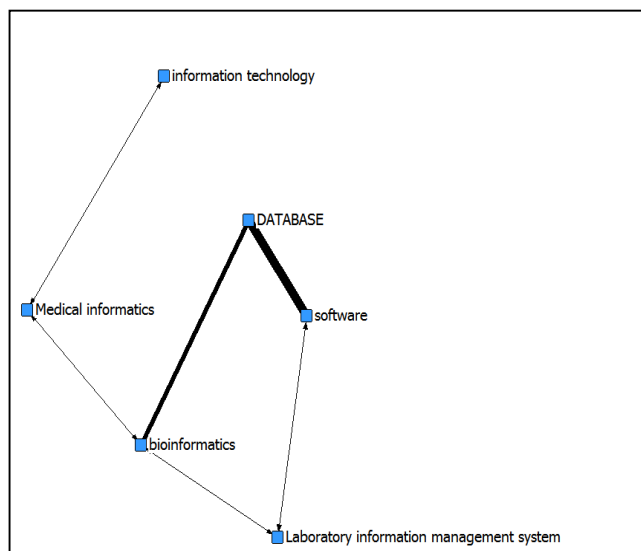 information technology
DATABASE
Medical informatics
software
bioinformatics
Laboratory information management system